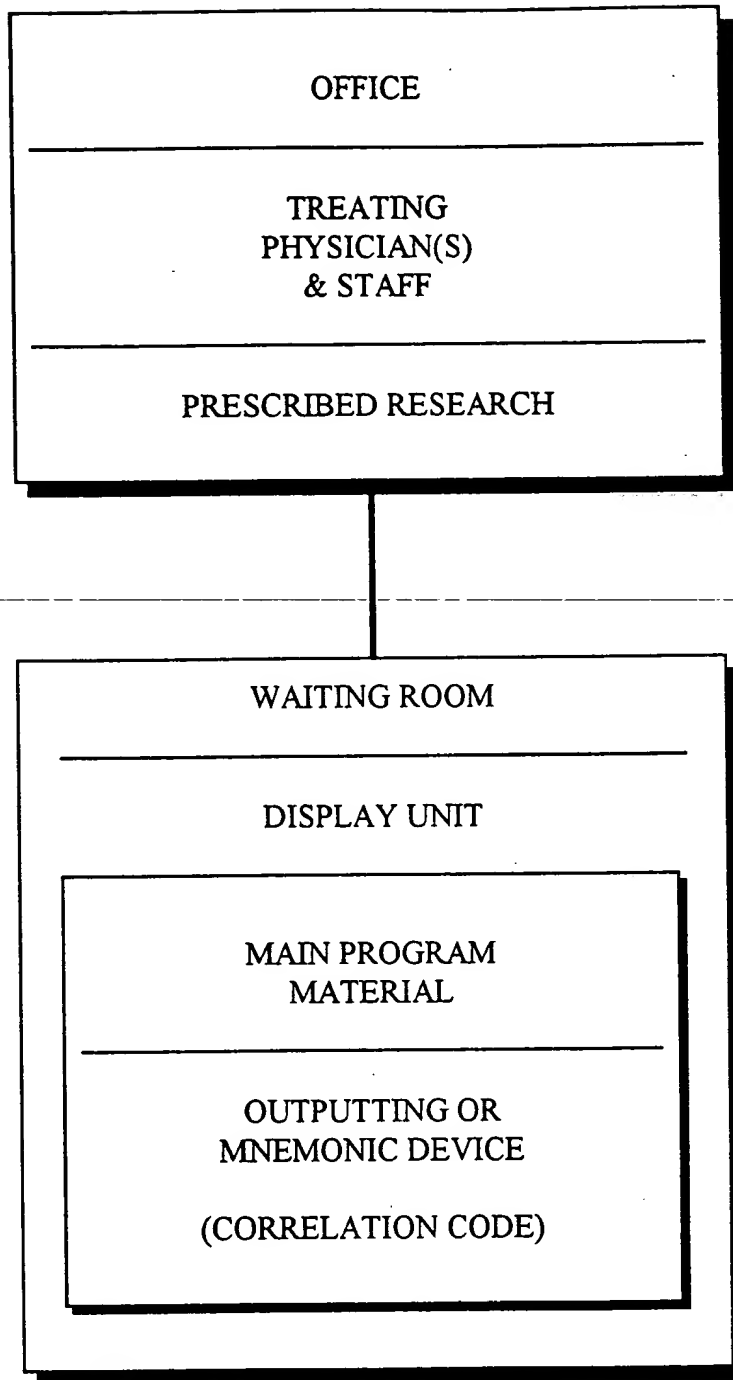 OFFICE
TREATING
PHYSICIAN(S)
& STAFF
PRESCRIBED RESEARCH
WAITING ROOM
DISPLAY UNIT
MAIN PROGRAM
MATERIAL
OUTPUTTING OR
MNEMONIC DEVICE
(CORRELATION CODE)